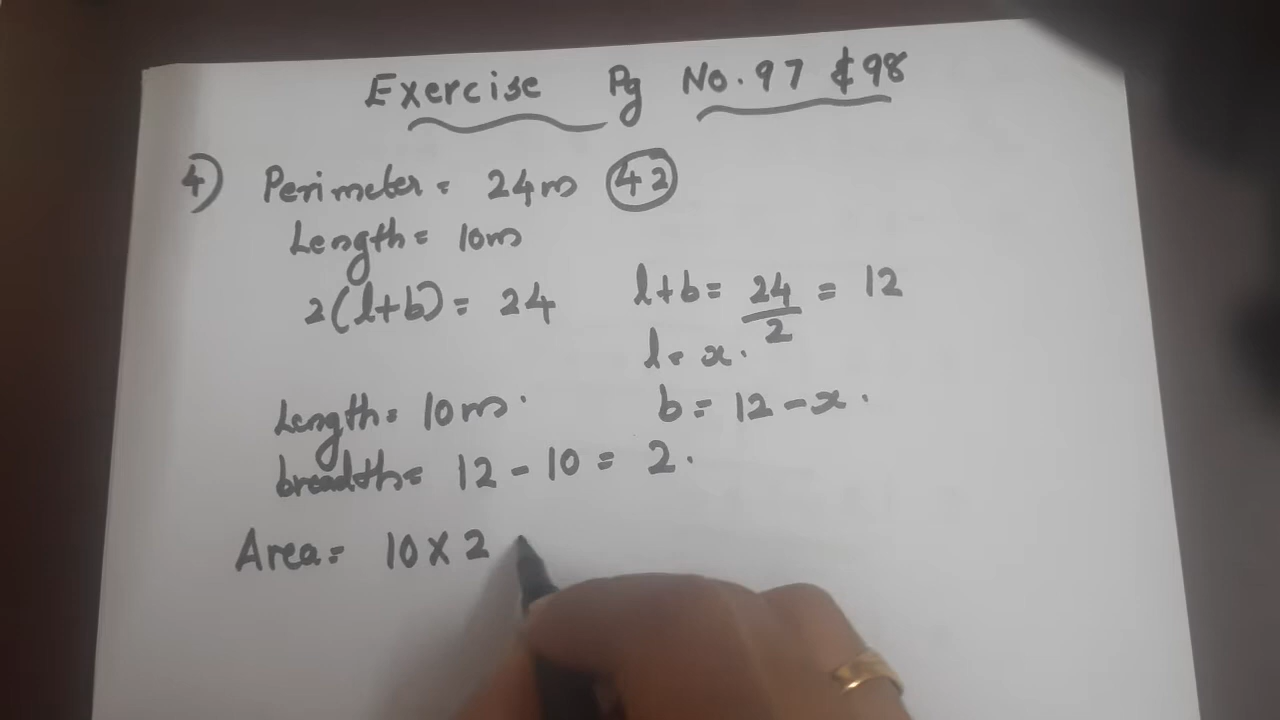 Exercise Pg No. 97 & 98
4) Perimeter = 24m 42
Length = 10m
2(l+b) = 24
l+b = 24/2 = 12
l = x.
Length = 10m.
b = 12 - x.
breadth = 12 - 10 = 2.
Area = 10 x 2